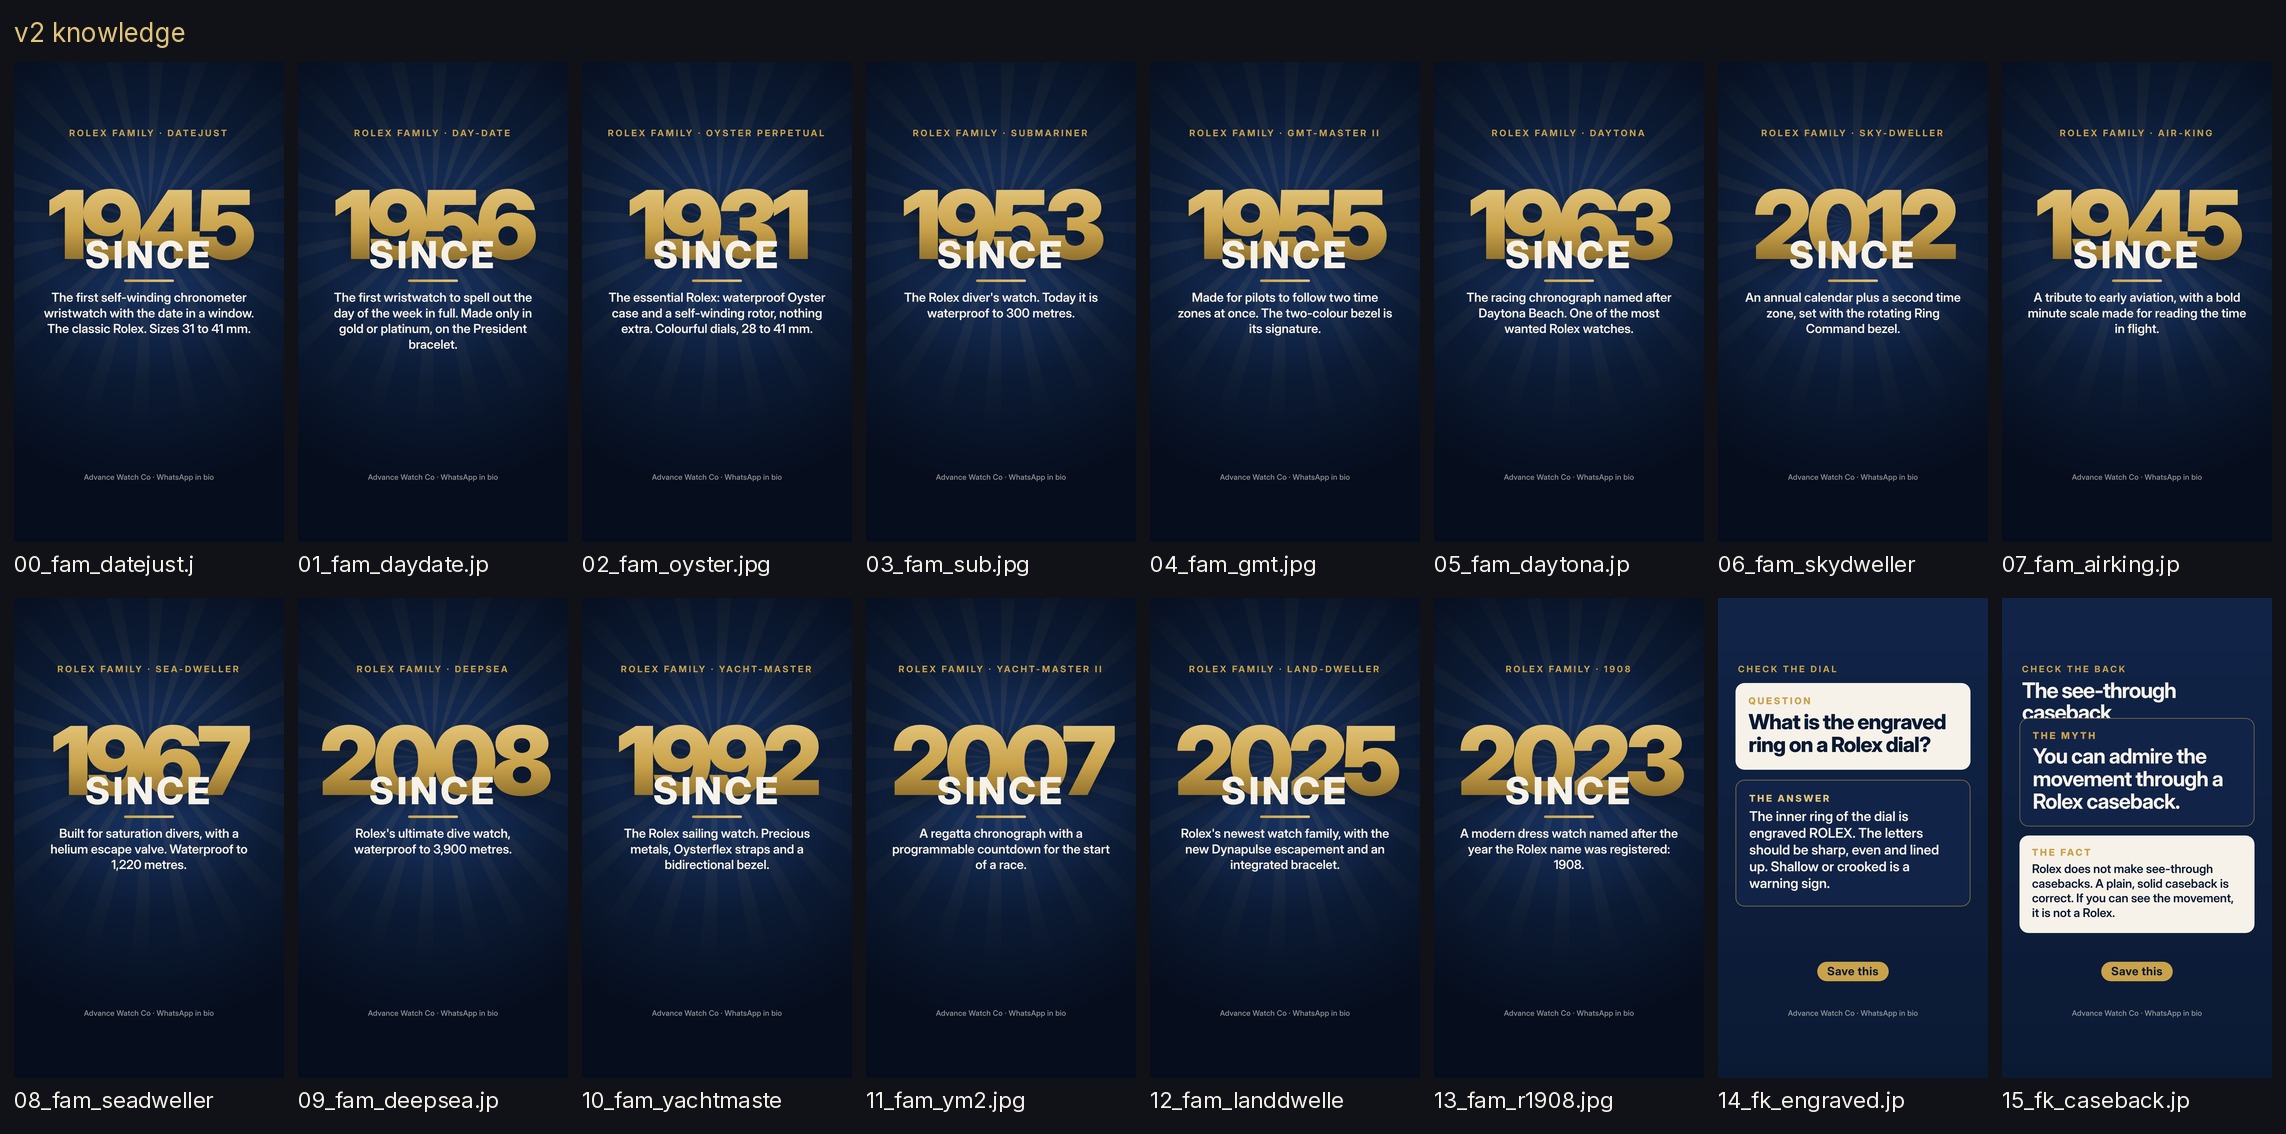 v2 knowledge
ROLEX FAMILY · DATEJUST
1945
SINCE
The first self-winding chronometer
wristwatch with the date in a window.
The classic Rolex. Sizes 31 to 41 mm.
Advance Watch Co · WhatsApp in bio
00_fam_datejust.j
ROLEX FAMILY · DAY-DATE
1956
SINCE
The first wristwatch to spell out the
day of the week in full. Made only in
gold or platinum, on the President
bracelet.
Advance Watch Co · WhatsApp in bio
01_fam_daydate.jp
ROLEX FAMILY · OYSTER PERPETUAL
1931
SINCE
The essential Rolex: waterproof Oyster
case and a self-winding rotor, nothing
extra. Colourful dials, 28 to 41 mm.
Advance Watch Co · WhatsApp in bio
02_fam_oyster.jpg
ROLEX FAMILY · SUBMARINER
1953
SINCE
The Rolex diver's watch. Today it is
waterproof to 300 metres.
Advance Watch Co · WhatsApp in bio
03_fam_sub.jpg
ROLEX FAMILY · GMT-MASTER II
1955
SINCE
Made for pilots to follow two time
zones at once. The two-colour bezel is
its signature.
Advance Watch Co · WhatsApp in bio
04_fam_gmt.jpg
ROLEX FAMILY · DAYTONA
1963
SINCE
The racing chronograph named after
Daytona Beach. One of the most
wanted Rolex watches.
Advance Watch Co · WhatsApp in bio
05_fam_daytona.jp
ROLEX FAMILY · SKY-DWELLER
2012
SINCE
An annual calendar plus a second time
zone, set with the rotating Ring
Command bezel.
Advance Watch Co · WhatsApp in bio
06_fam_skydweller
ROLEX FAMILY · AIR-KING
1945
SINCE
A tribute to early aviation, with a bold
minute scale made for reading the time
in flight.
Advance Watch Co · WhatsApp in bio
07_fam_airking.jp
ROLEX FAMILY · SEA-DWELLER
1967
SINCE
Built for saturation divers, with a
helium escape valve. Waterproof to
1,220 metres.
Advance Watch Co · WhatsApp in bio
08_fam_seadweller
ROLEX FAMILY · DEEPSEA
2008
SINCE
Rolex's ultimate dive watch,
waterproof to 3,900 metres.
Advance Watch Co · WhatsApp in bio
09_fam_deepsea.jp
ROLEX FAMILY · YACHT-MASTER
1992
SINCE
The Rolex sailing watch. Precious
metals, Oysterflex straps and a
bidirectional bezel.
Advance Watch Co · WhatsApp in bio
10_fam_yachtmaste
ROLEX FAMILY · YACHT-MASTER II
2007
SINCE
A regatta chronograph with a
programmable countdown for the start
of a race.
Advance Watch Co · WhatsApp in bio
11_fam_ym2.jpg
ROLEX FAMILY · LAND-DWELLER
2025
SINCE
Rolex's newest watch family, with the
new Dynapulse escapement and an
integrated bracelet.
Advance Watch Co · WhatsApp in bio
12_fam_landdwelle
ROLEX FAMILY · 1908
2023
SINCE
A modern dress watch named after the
year the Rolex name was registered:
1908.
Advance Watch Co · WhatsApp in bio
13_fam_r1908.jpg
CHECK THE DIAL
QUESTION
What is the engraved
ring on a Rolex dial?
THE ANSWER
The inner ring of the dial is
engraved ROLEX. The letters
should be sharp, even and lined
up. Shallow or crooked is a
warning sign.
Save this
Advance Watch Co · WhatsApp in bio
14_fk_engraved.jp
CHECK THE BACK
The see-through
caseback
THE MYTH
You can admire the
movement through a
Rolex caseback.
THE FACT
Rolex does not make see-through
casebacks. A plain, solid caseback is
correct. If you can see the movement,
it is not a Rolex.
Save this
Advance Watch Co · WhatsApp in bio
15_fk_caseback.jp